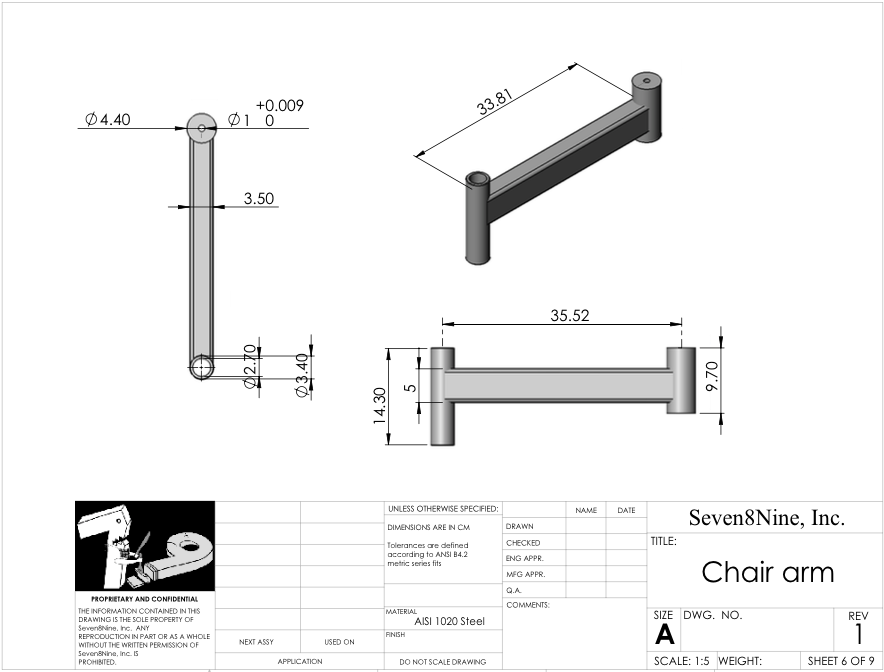 ∅4.40
∅1 +0.009
0
3.50
∅2.70
∅3.40
33.81
35.52
14.30
5
9.70
PROPRIETARY AND CONFIDENTIAL
THE INFORMATION CONTAINED IN THIS
DRAWING IS THE SOLE PROPERTY OF
Seven8Nine, Inc. ANY
REPRODUCTION IN PART OR AS A WHOLE
WITHOUT THE WRITTEN PERMISSION OF
Seven8Nine, Inc. IS
PROHIBITED.
NEXT ASSY
USED ON
APPLICATION
UNLESS OTHERWISE SPECIFIED:
DIMENSIONS ARE IN CM
Tolerances are defined
according to ANSI B4.2
metric series fits
MATERIAL
AISI 1020 Steel
FINISH
DO NOT SCALE DRAWING
NAME
DATE
DRAWN
CHECKED
ENG APPR.
MFG APPR.
Q.A.
COMMENTS:
Seven8Nine, Inc.
TITLE:
Chair arm
SIZE
A
DWG. NO.
REV
1
SCALE: 1:5
WEIGHT:
SHEET 6 OF 9